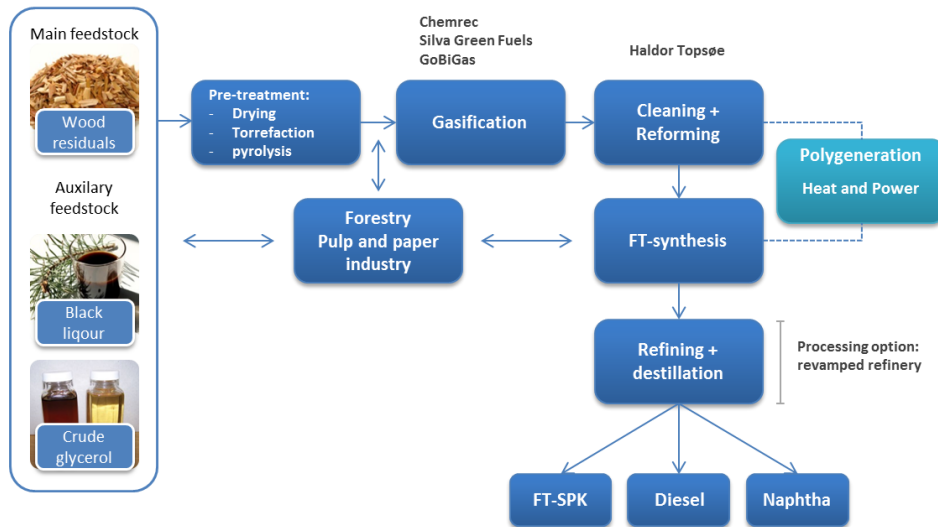 Main feedstock
Wood
residuals
Auxilary
feedstock
Black
liqour
Crude
glycerol
Pre-treatment:
- Drying
- Torrefaction
- pyrolysis
Chemrec
Silva Green Fuels
GoBiGas
Gasification
Haldor Topsøe
Cleaning +
Reforming
Polygeneration
Heat and Power
Forestry
Pulp and paper
industry
FT-synthesis
Refining +
destillation
Processing option:
revamped refinery
FT-SPK
Diesel
Naphtha